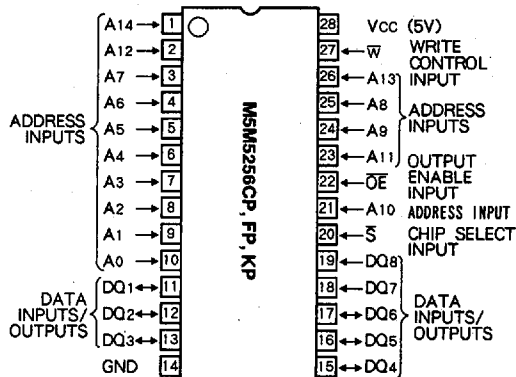 A14 1
A12 2
A7 3
A6 4
A5 5
A4 6
A3 7
A2 8
A1 9
A0 10
DQ1 11
DQ2 12
DQ3 13
GND 14
ADDRESS
INPUTS
DATA
INPUTS/
OUTPUTS
M5M5256CP, FP, KP
28 VCC (5V)
27 W̅ WRITE
CONTROL
INPUT
26 A13
25 A8
24 A9
23 A11
ADDRESS
INPUTS
22 O̅E̅ OUTPUT
ENABLE
INPUT
21 A10 ADDRESS INPUT
20 S̅ CHIP SELECT
INPUT
19 DQ8
18 DQ7
17 DQ6
16 DQ5
15 DQ4
DATA
INPUTS/
OUTPUTS